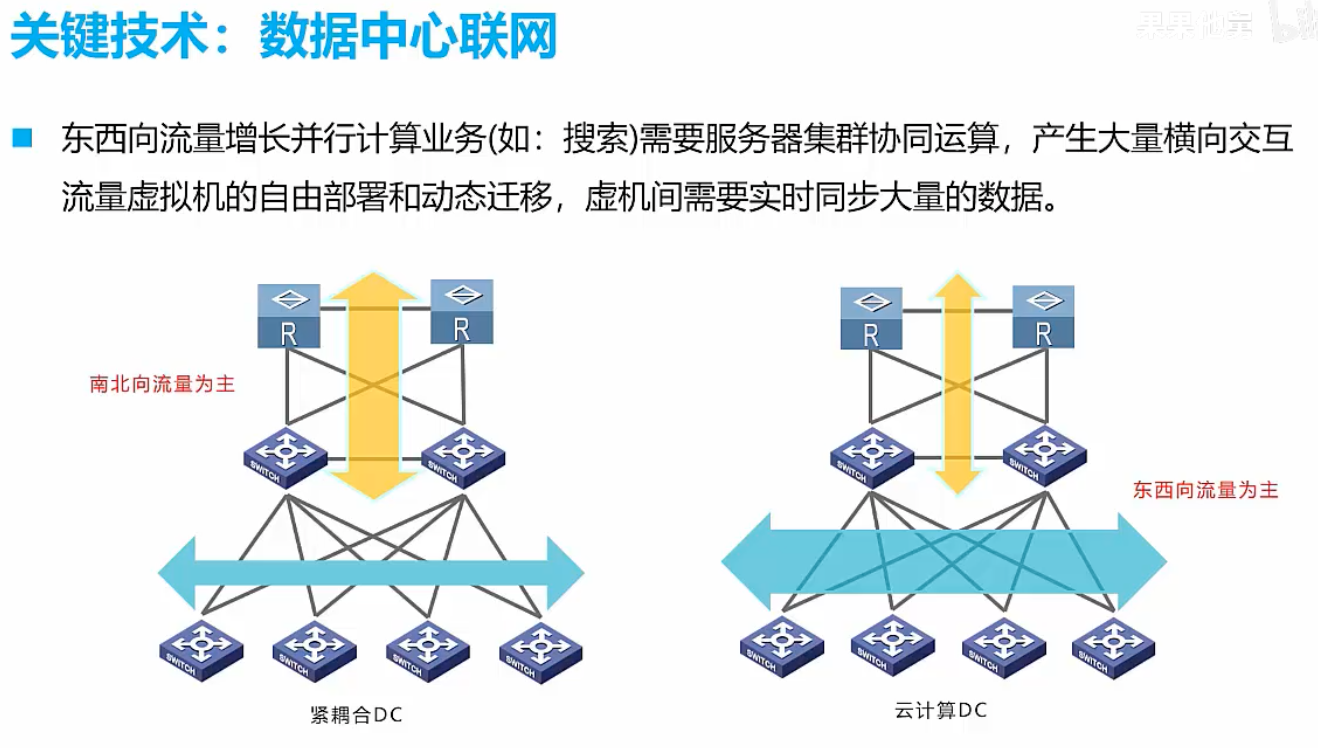 关键技术：数据中心联网
东西向流量增长并行计算业务(如：搜索)需要服务器集群协同运算，产生大量横向交互
流量虚拟机的自由部署和动态迁移，虚机间需要实时同步大量的数据。
R
R
R
R
南北向流量为主
SWITCH
SWITCH
SWITCH
SWITCH
东西向流量为主
SWITCH
SWITCH
SWITCH
SWITCH
SWITCH
SWITCH
SWITCH
SWITCH
紧耦合DC
云计算DC